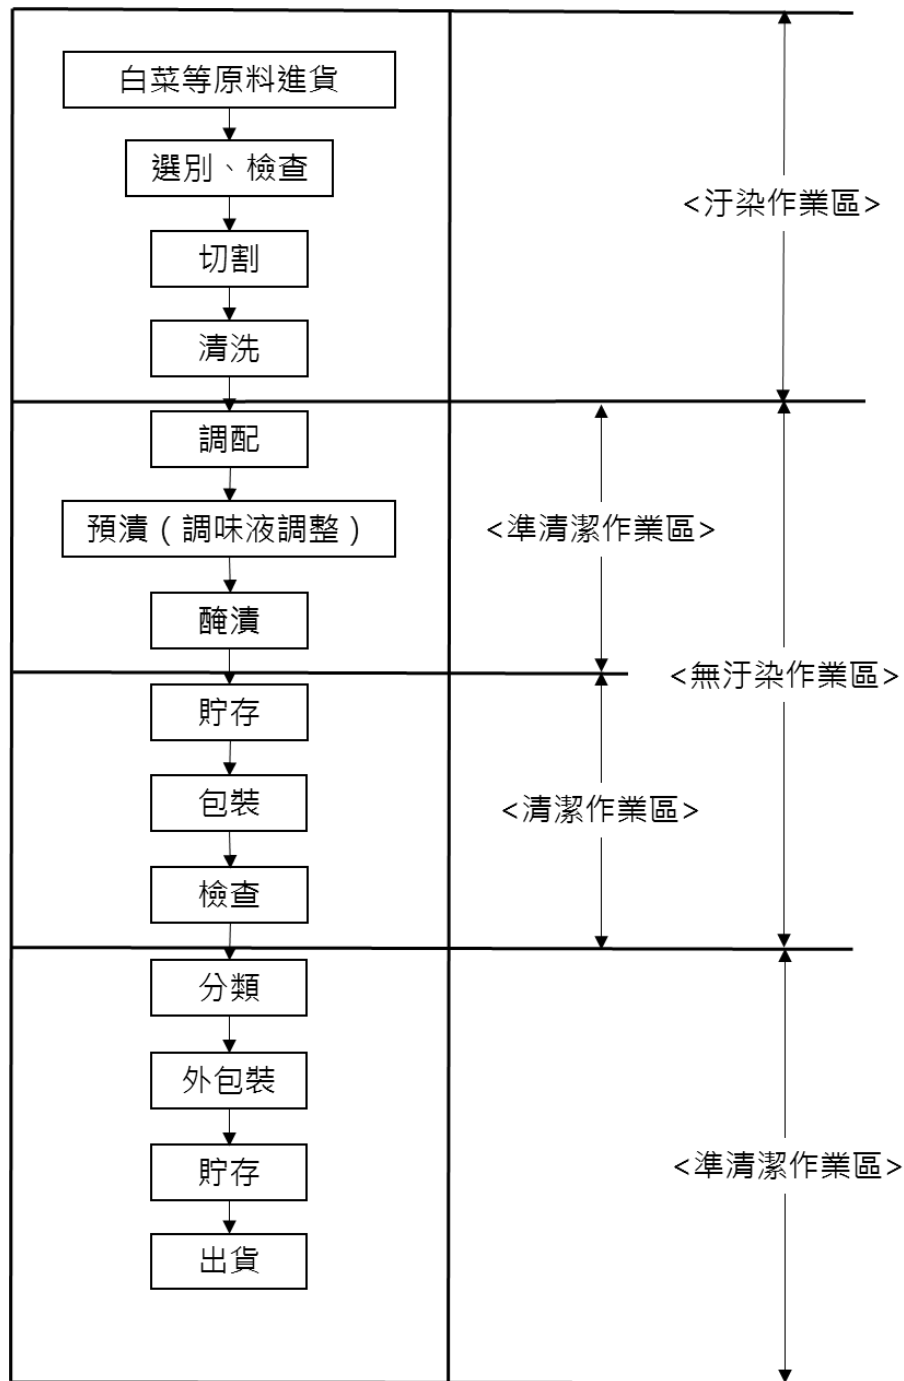 白菜等原料進貨
選別、檢查
<汙染作業區>
切割
清洗
調配
預漬（調味液調整）
<準清潔作業區>
醃漬
<無汙染作業區>
貯存
包裝
<清潔作業區>
檢查
分類
外包裝
貯存
<準清潔作業區>
出貨